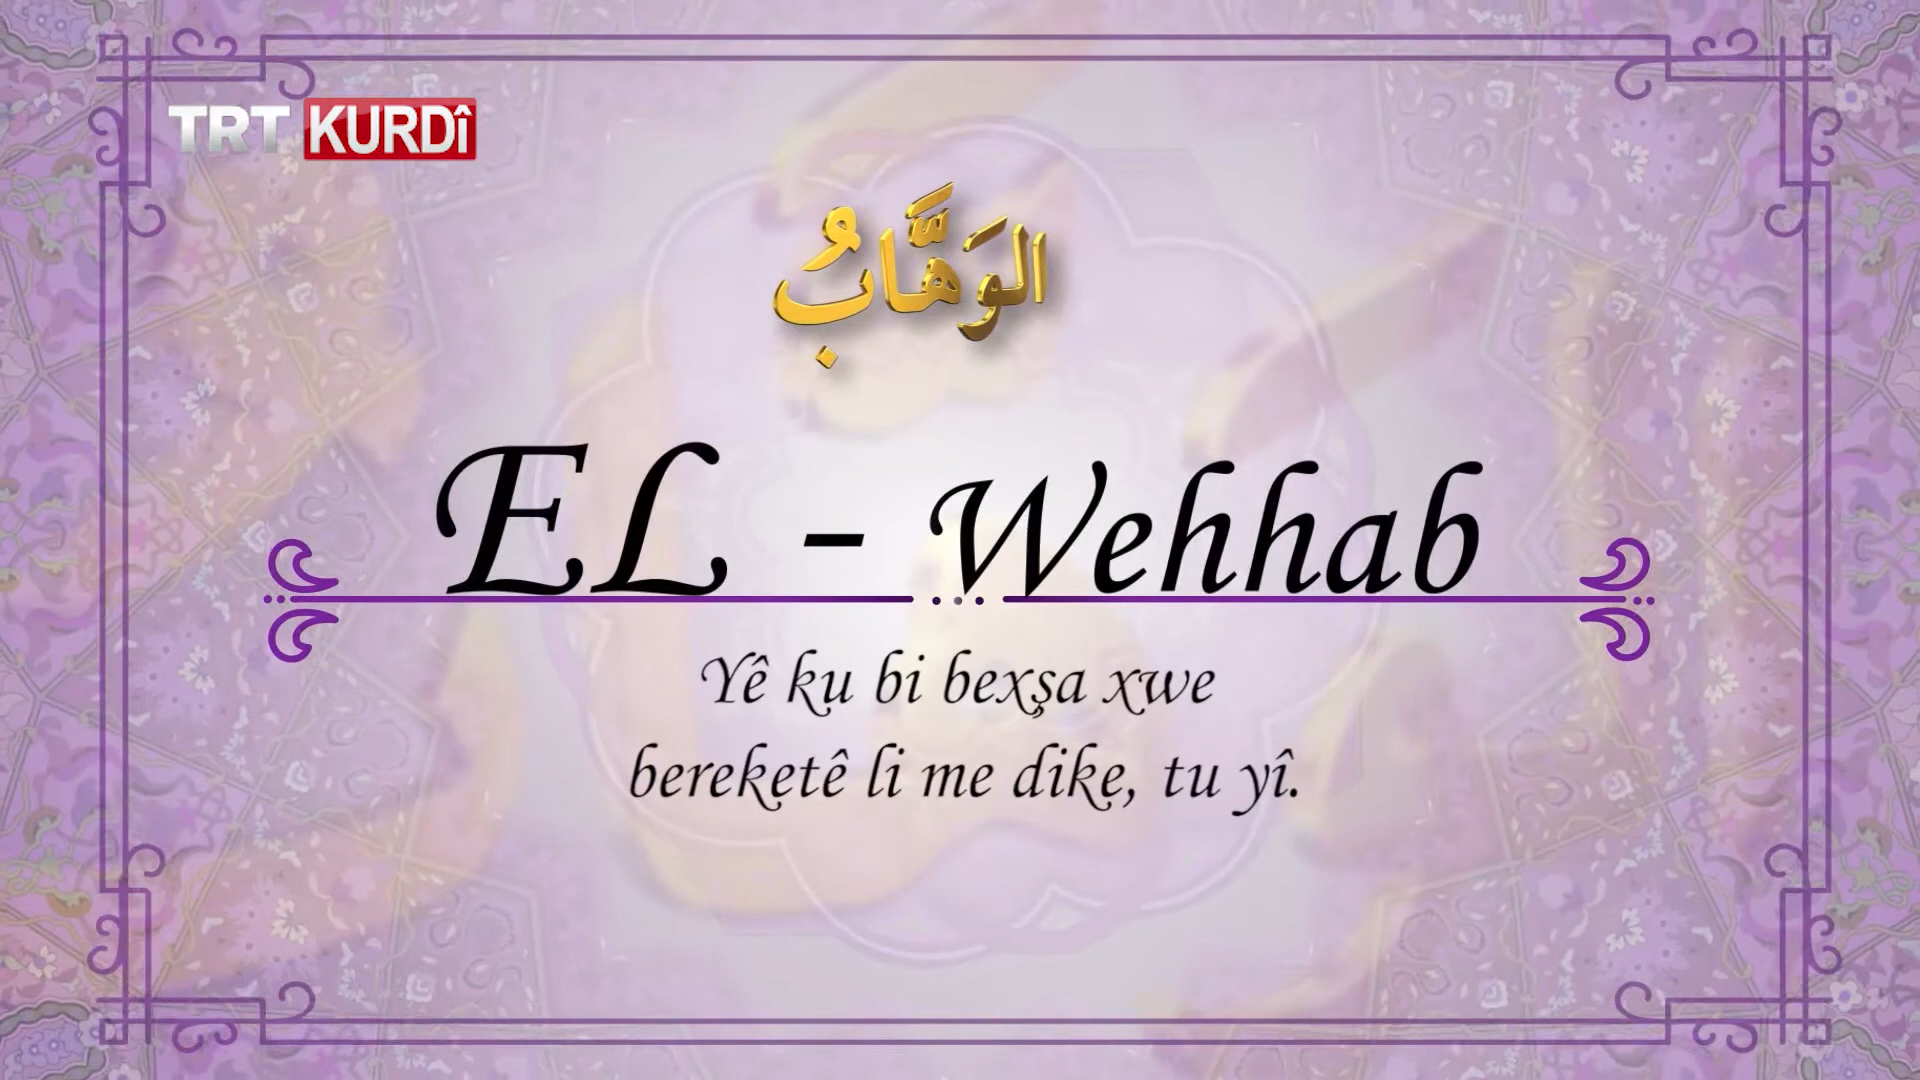 TRT KURDî
الوَهَّابُ
EL - Wehhab
Yê ku bi bexşa xwe
bereketê li me dike, tu yî.